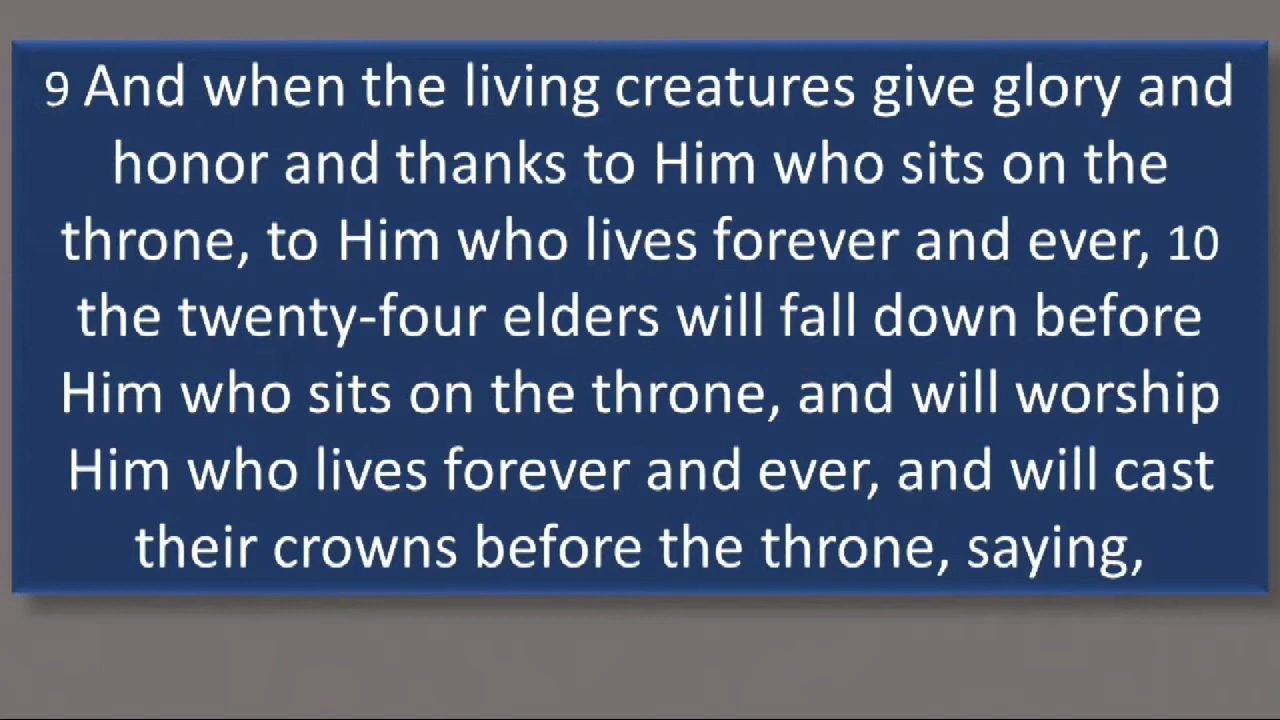 9 And when the living creatures give glory and
honor and thanks to Him who sits on the
throne, to Him who lives forever and ever, 10
the twenty-four elders will fall down before
Him who sits on the throne, and will worship
Him who lives forever and ever, and will cast
their crowns before the throne, saying,